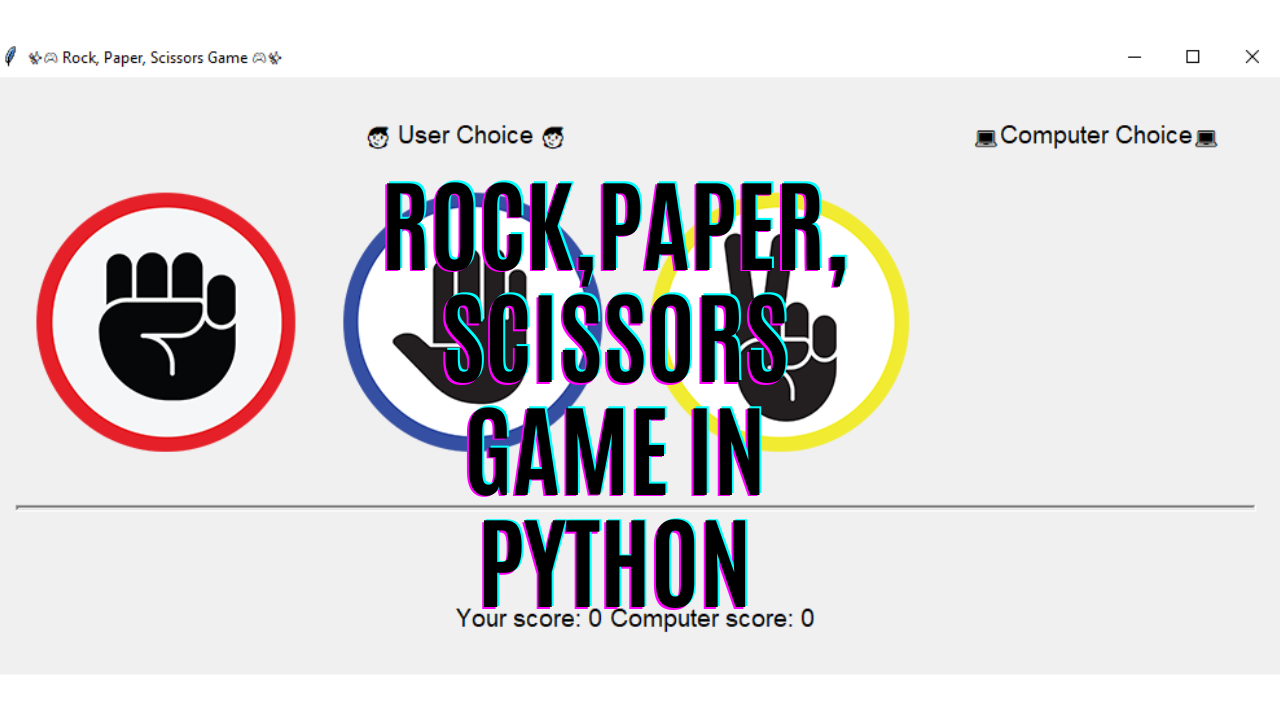 🎮 Rock, Paper, Scissors Game 🎮
User Choice
💻Computer Choice💻
ROCK,PAPER,
SCISSORS
GAME IN
PYTHON
Your score: 0 Computer score: 0